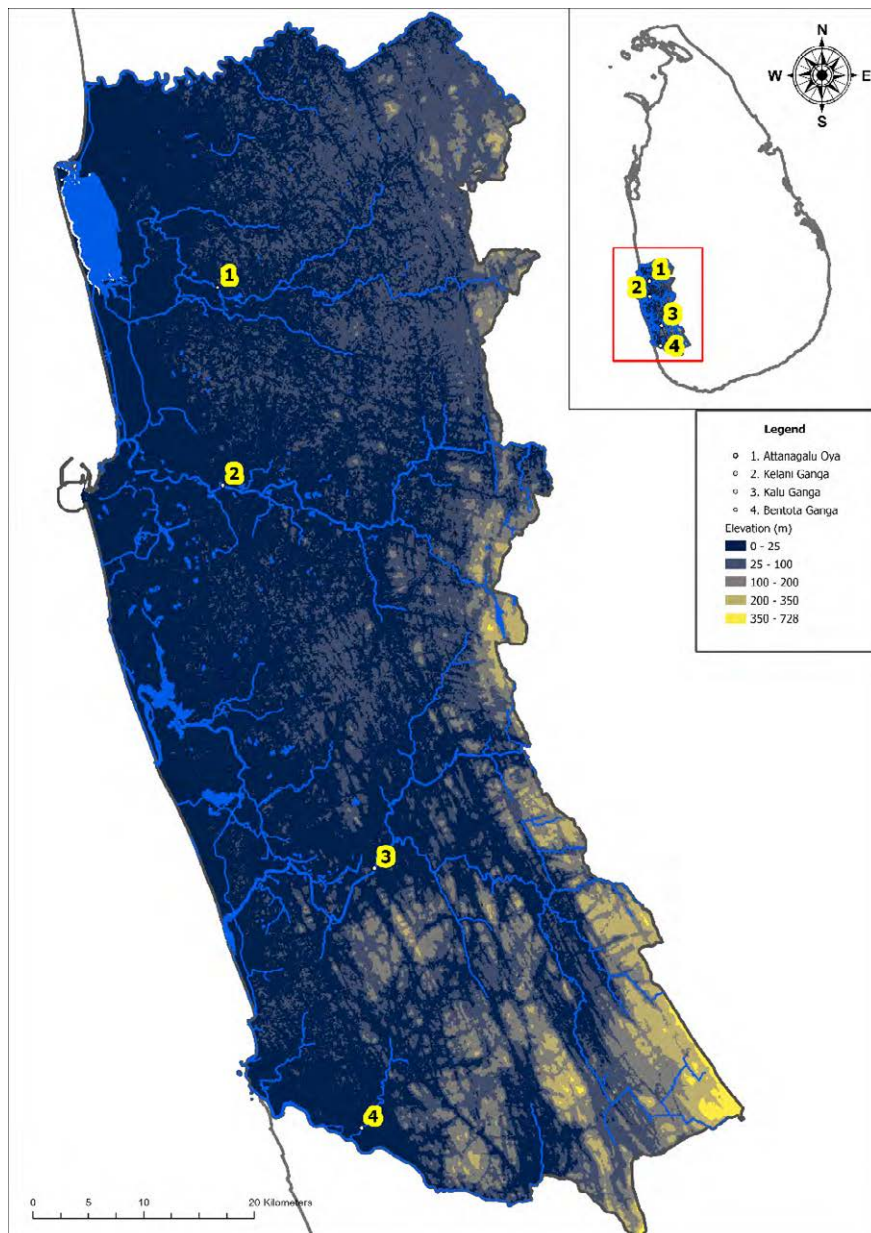 N
W E
S
1
2
3
4
1
2
3
4
Legend
1. Attanagalu Oya
2. Kelani Ganga
3. Kalu Ganga
4. Bentota Ganga
Elevation (m)
0 - 25
25 - 100
100 - 200
200 - 350
350 - 728
0 5 10 20 Kilometers